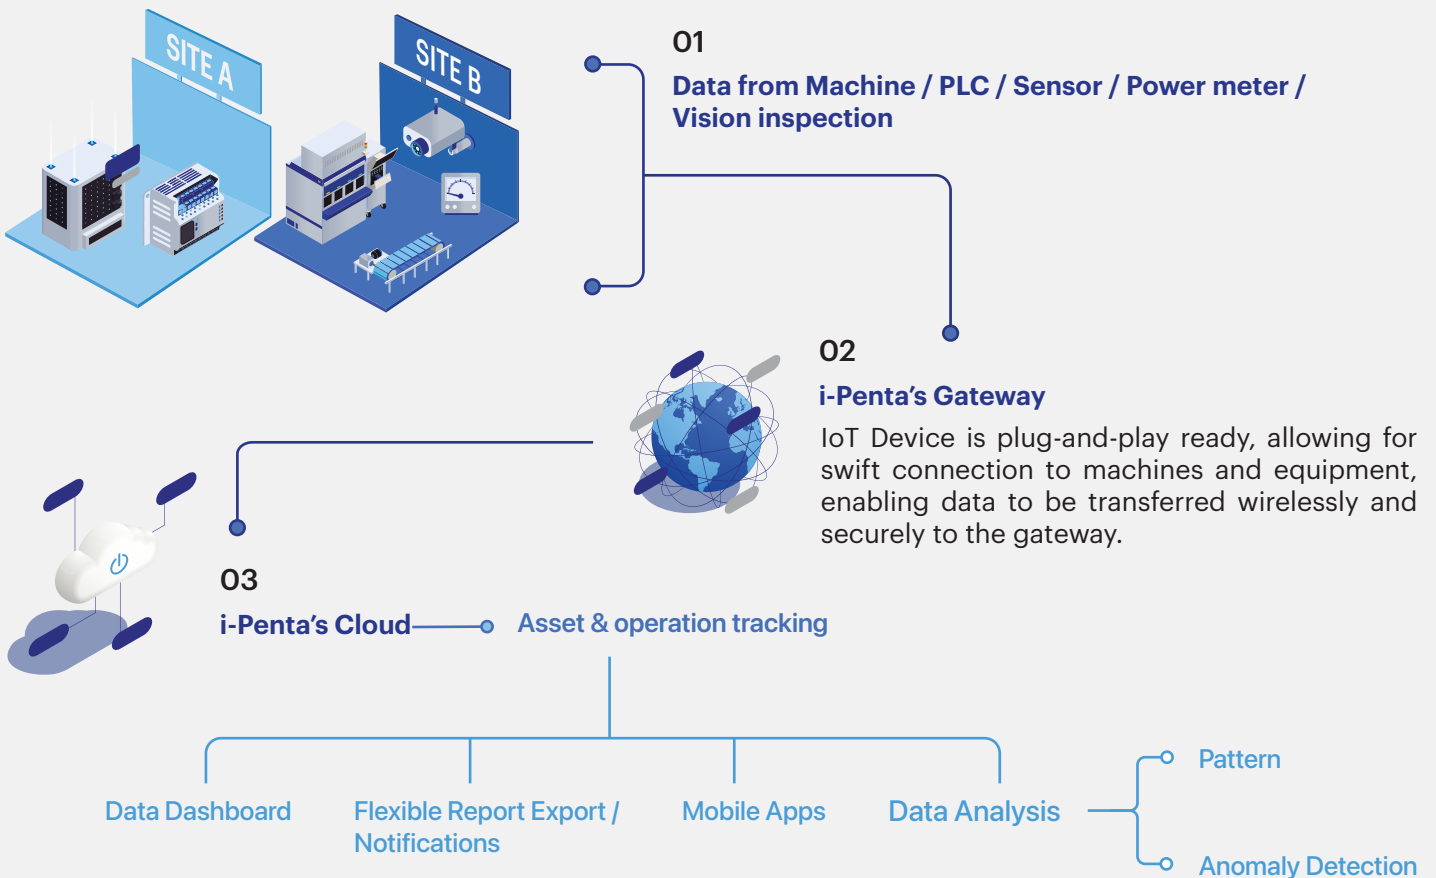 SITE A
SITE B
01
Data from Machine / PLC / Sensor / Power meter /
Vision inspection
02
i-Penta’s Gateway
IoT Device is plug-and-play ready, allowing for
swift connection to machines and equipment,
enabling data to be transferred wirelessly and
securely to the gateway.
03
i-Penta’s Cloud
Asset & operation tracking
Data Dashboard
Flexible Report Export /
Notifications
Mobile Apps
Data Analysis
Pattern
Anomaly Detection